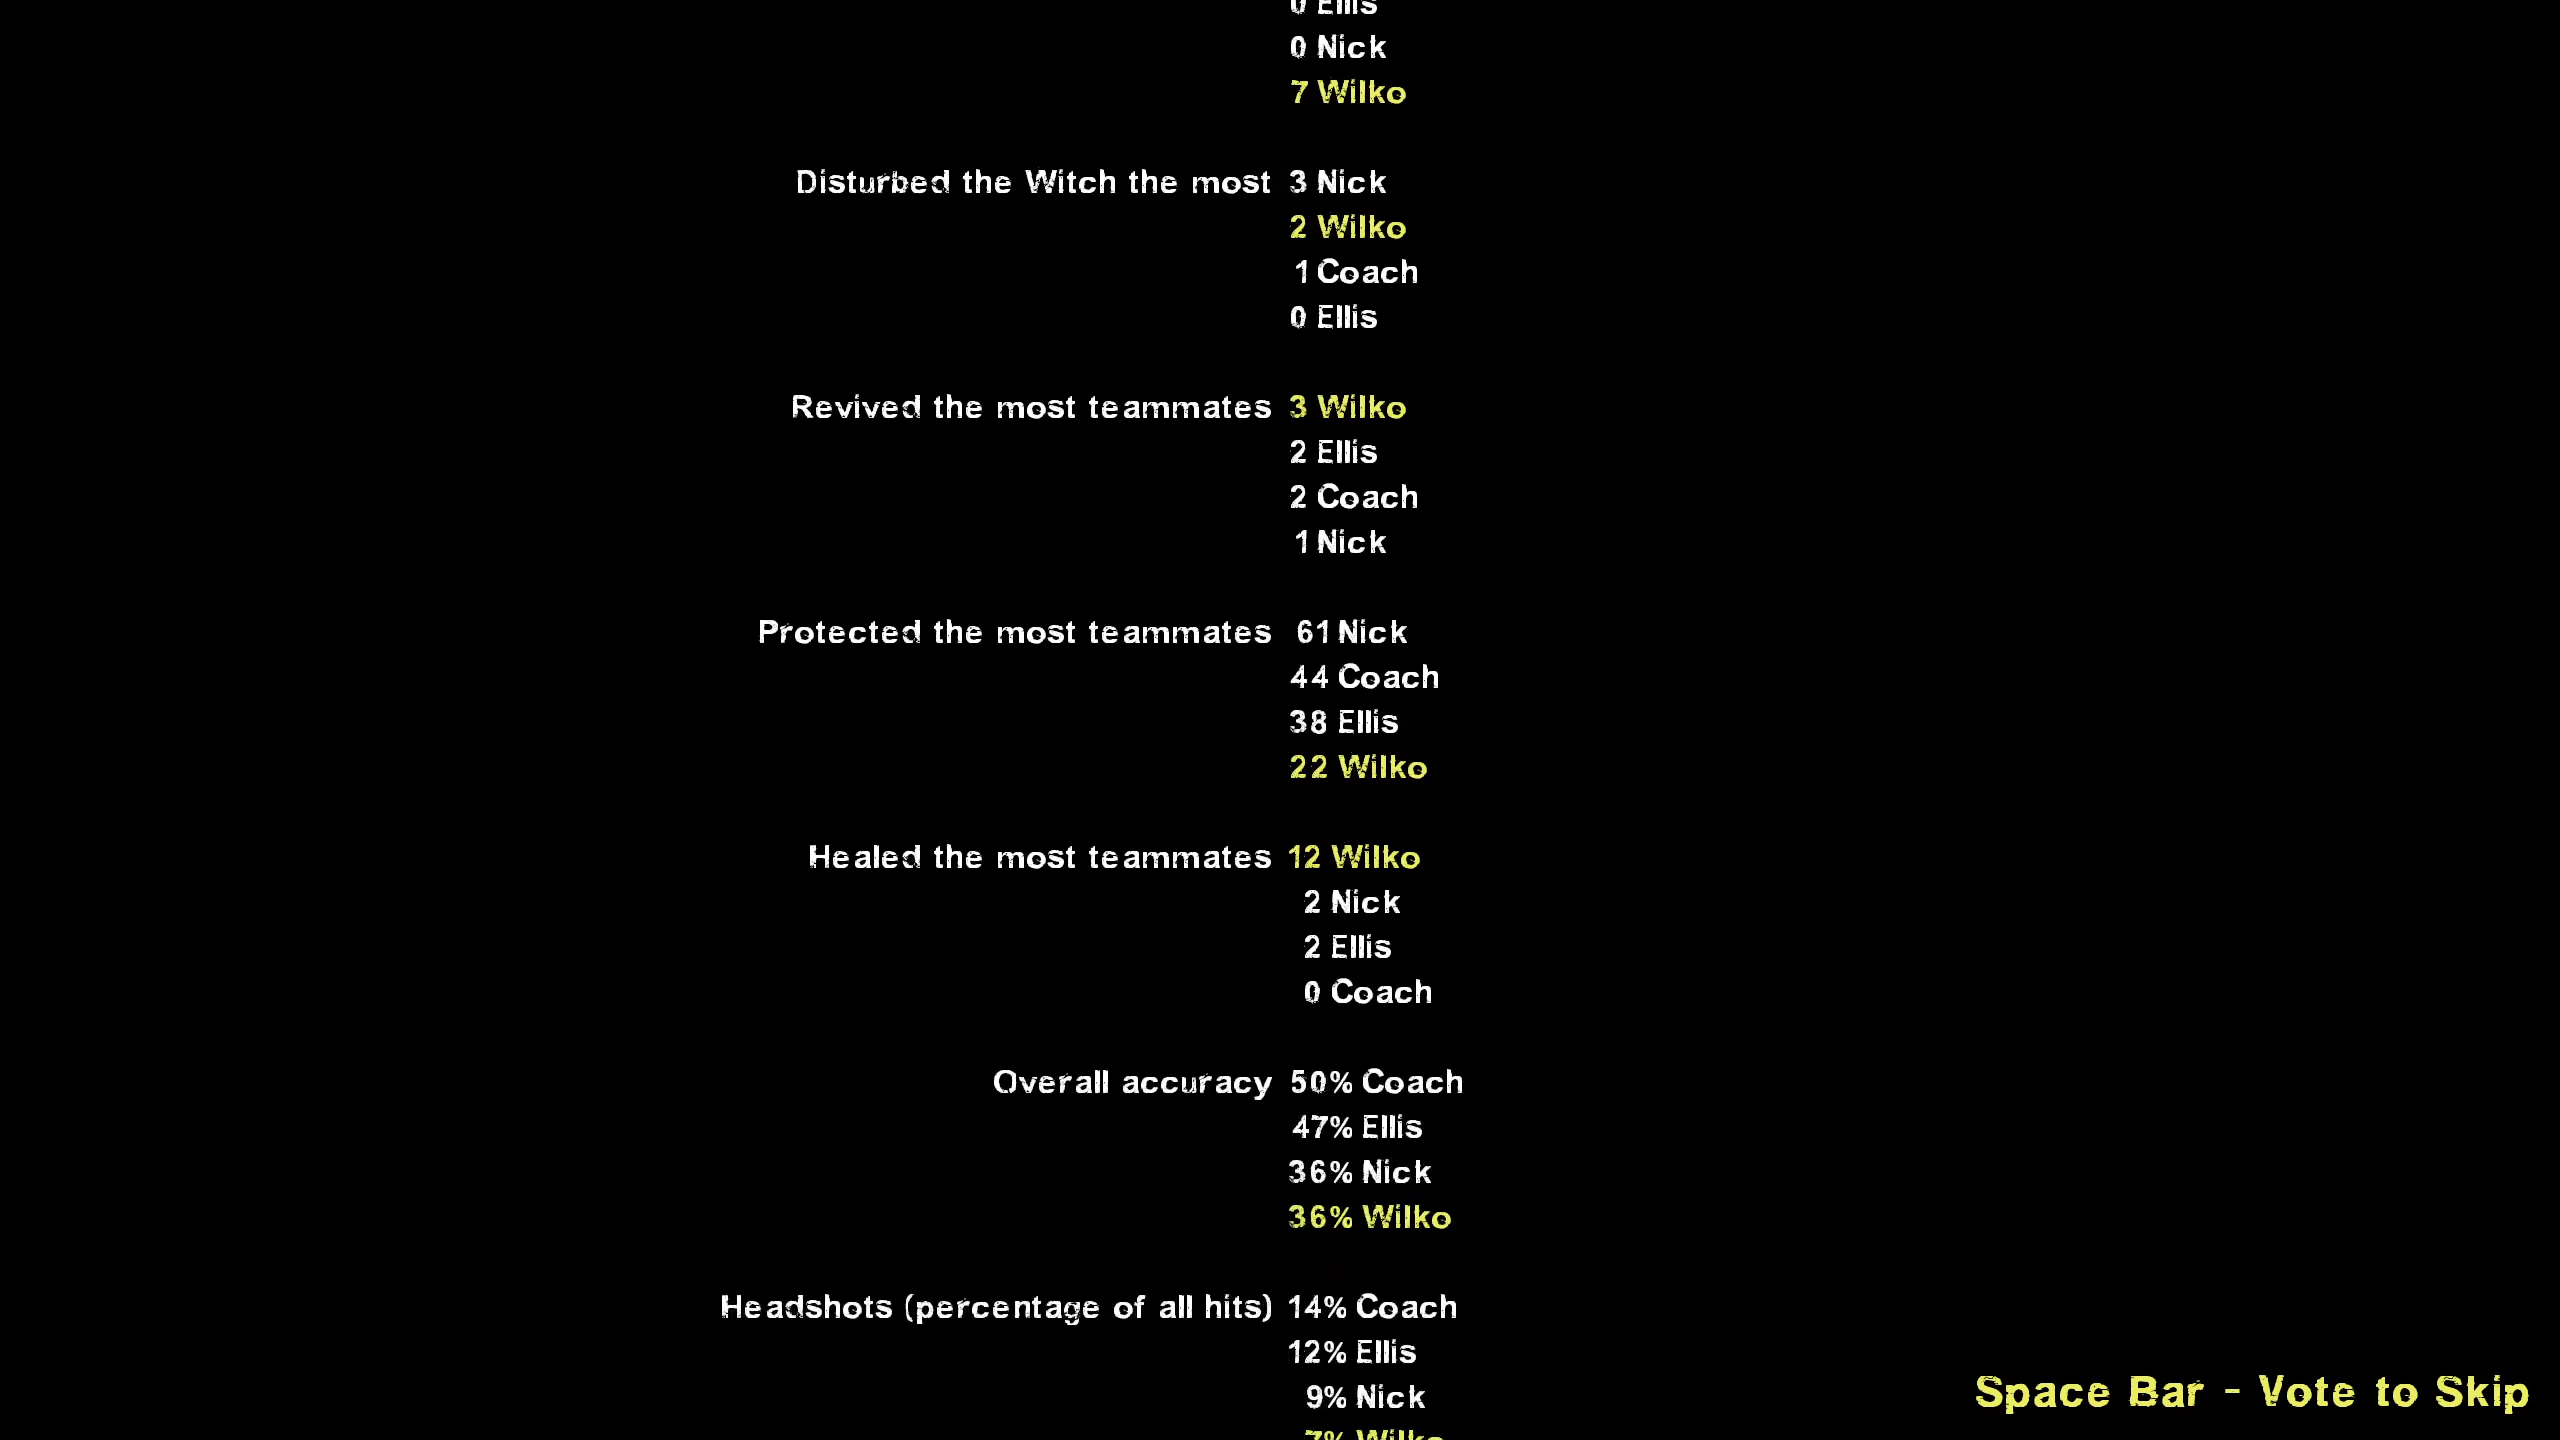 0 Ellis
0 Nick
7 Wilko
Disturbed the Witch the most 3 Nick
2 Wilko
1 Coach
0 Ellis
Revived the most teammates 3 Wilko
2 Ellis
2 Coach
1 Nick
Protected the most teammates 61 Nick
44 Coach
38 Ellis
22 Wilko
Healed the most teammates 12 Wilko
2 Nick
2 Ellis
0 Coach
Overall accuracy 50% Coach
47% Ellis
36% Nick
36% Wilko
Headshots (percentage of all hits) 14% Coach
12% Ellis
9% Nick
7% Wilko
Space Bar - Vote to Skip